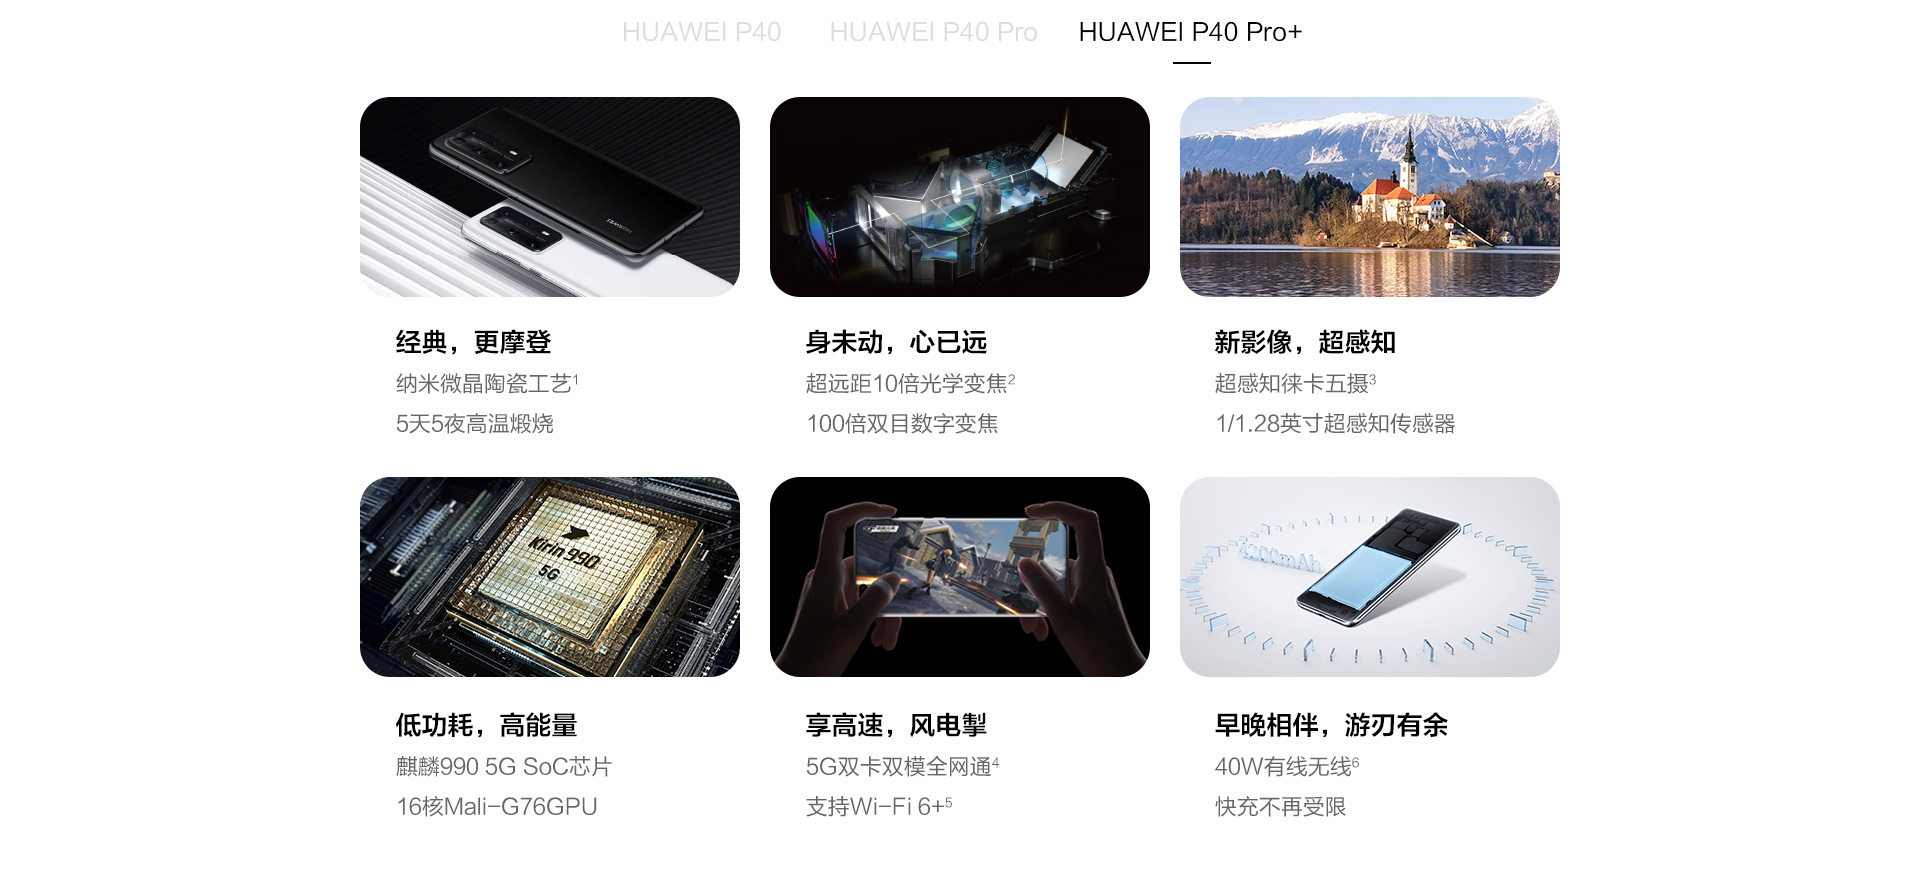 HUAWEI P40 HUAWEI P40 Pro HUAWEI P40 Pro+
HUAWEI
经典，更摩登
纳米微晶陶瓷工艺1
5天5夜高温煅烧
身未动，心已远
超远距10倍光学变焦2
100倍双目数字变焦
新影像，超感知
超感知徕卡五摄3
1/1.28英寸超感知传感器
Kirin 990
5G
4200mAh
低功耗，高能量
麒麟990 5G SoC芯片
16核Mali-G76GPU
享高速，风电掣
5G双卡双模全网通4
支持Wi-Fi 6+5
早晚相伴，游刃有余
40W有线无线6
快充不再受限